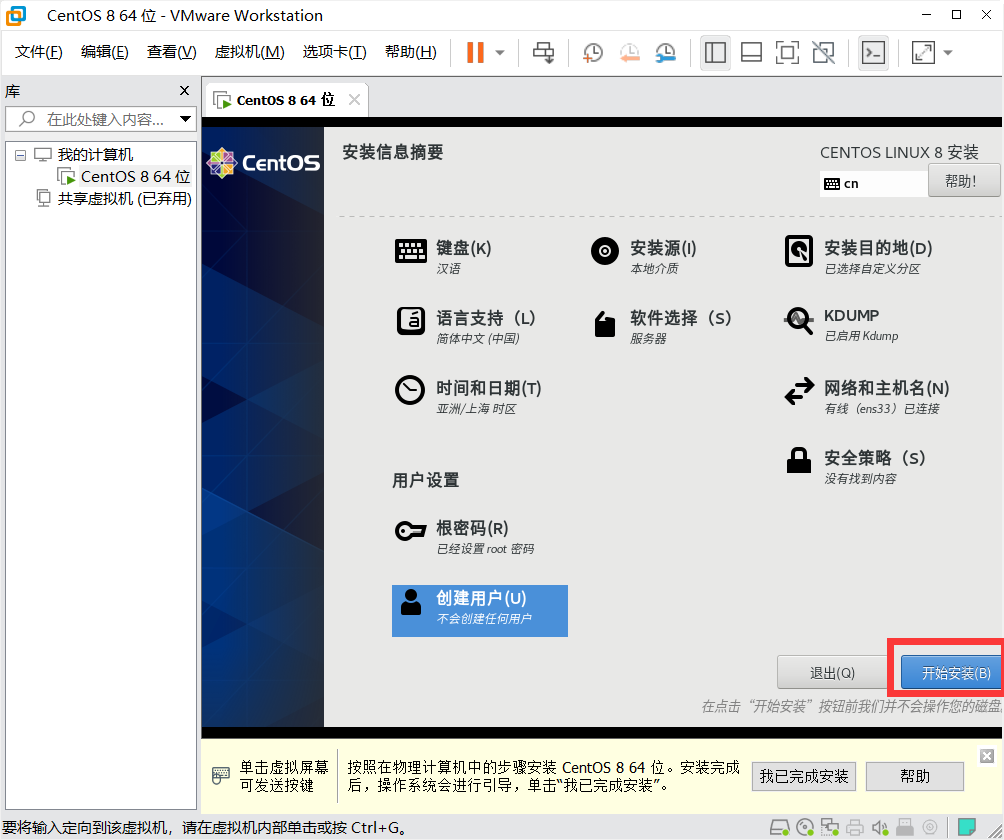 CentOS 8 64 位 - VMware Workstation
文件(F) 编辑(E) 查看(V) 虚拟机(M) 选项卡(T) 帮助(H)
库
在此处键入内容...
我的计算机
CentOS 8 64 位
共享虚拟机 (已弃用)
CentOS 8 64 位
CentOS
安装信息摘要
CENTOS LINUX 8 安装
cn
帮助!
键盘(K)
汉语
安装源(I)
本地介质
安装目的地(D)
已选择自定义分区
语言支持（L）
简体中文 (中国)
软件选择（S）
服务器
KDUMP
已启用 Kdump
时间和日期(T)
亚洲/上海 时区
网络和主机名(N)
有线（ens33）已连接
安全策略（S）
没有找到内容
用户设置
根密码(R)
已经设置 root 密码
创建用户(U)
不会创建任何用户
退出(Q)
开始安装(B)
在点击“开始安装”按钮前我们并不会操作您的磁盘
单击虚拟屏幕
可发送按键
按照在物理计算机中的步骤安装 CentOS 8 64 位。安装完成
后，操作系统会进行引导，单击“我已完成安装”。
我已完成安装
帮助
要将输入定向到该虚拟机，请在虚拟机内部单击或按 Ctrl+G。